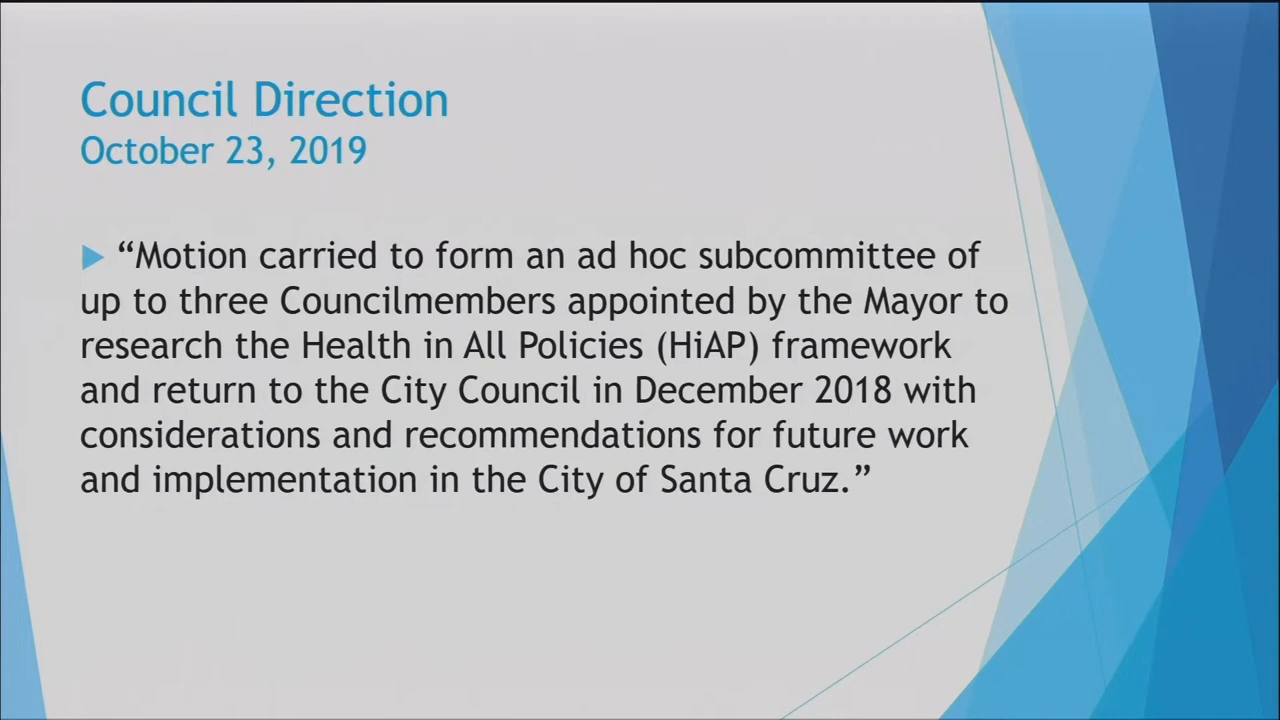 Council Direction
October 23, 2019
“Motion carried to form an ad hoc subcommittee of
up to three Councilmembers appointed by the Mayor to
research the Health in All Policies (HiAP) framework
and return to the City Council in December 2018 with
considerations and recommendations for future work
and implementation in the City of Santa Cruz.”